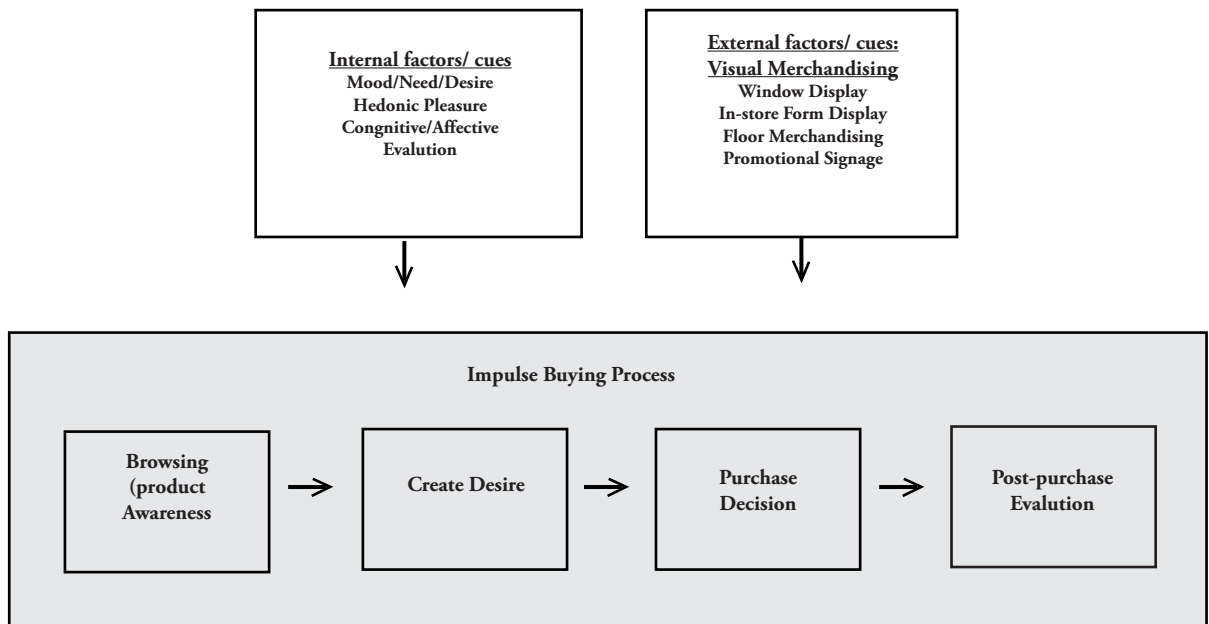 Internal factors/ cues
Mood/Need/Desire
Hedonic Pleasure
Congnitive/Affective
Evalution
External factors/ cues:
Visual Merchandising
Window Display
In-store Form Display
Floor Merchandising
Promotional Signage
Impulse Buying Process
Browsing
(product
Awareness
Create Desire
Purchase
Decision
Post-purchase
Evalution